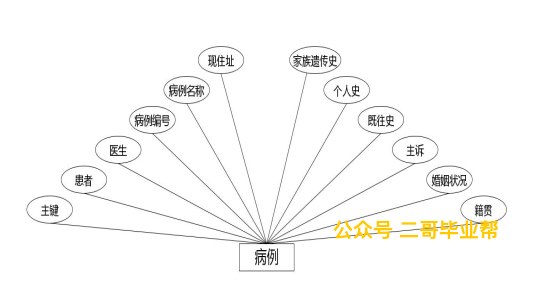 现住址
家族遗传史
病例名称
个人史
病例编号
既住史
医生
主诉
患者
婚姻状况
主键
籍贯
公众号 二哥毕业帮
病例